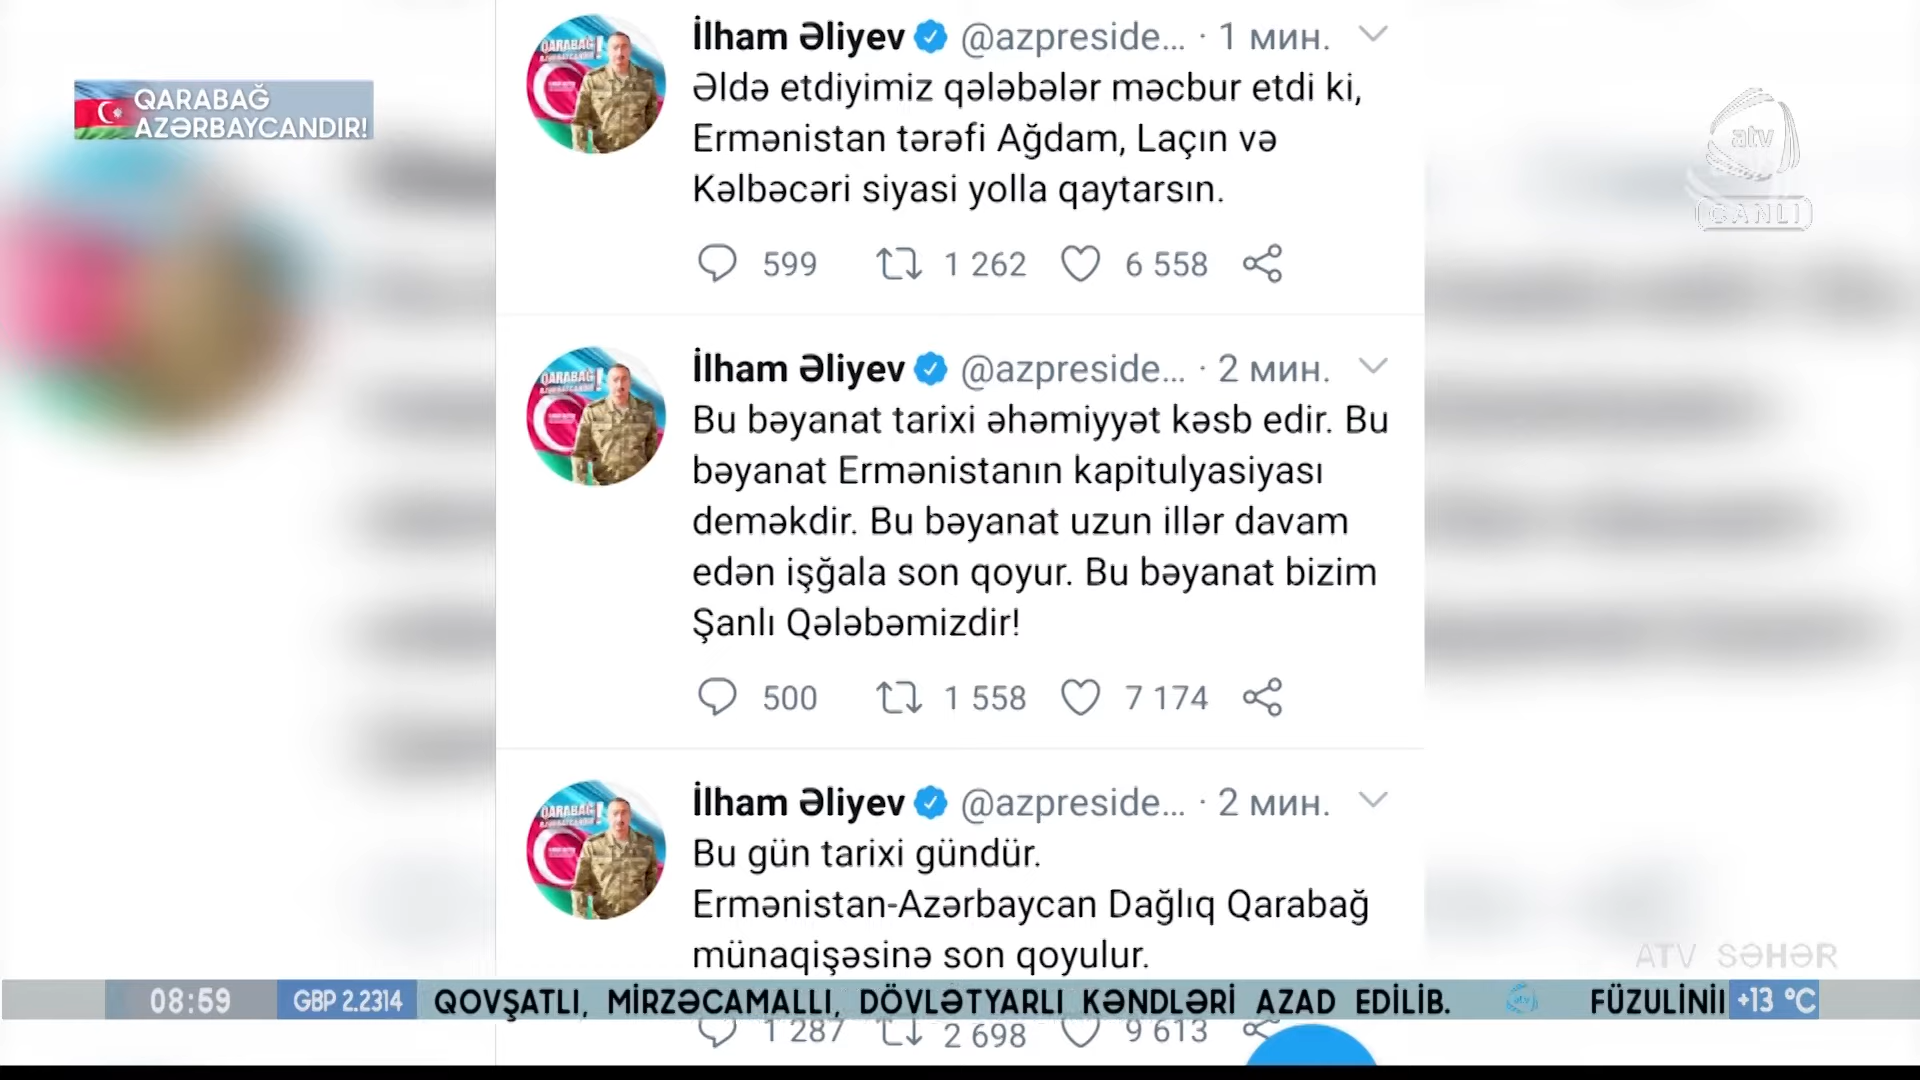 QARABAĞ
AZƏRBAYCANDIR!
atv
CANLI
İlham Əliyev @azpreside... · 1 мин.
Əldə etdiyimiz qələbələr məcbur etdi ki,
Ermənistan tərəfi Ağdam, Laçın və
Kəlbəcəri siyasi yolla qaytarsın.
599 1 262 6 558
İlham Əliyev @azpreside... · 2 мин.
Bu bəyanat tarixi əhəmiyyət kəsb edir. Bu
bəyanat Ermənistanın kapitulyasiyası
deməkdir. Bu bəyanat uzun illər davam
edən işğala son qoyur. Bu bəyanat bizim
Şanlı Qələbəmizdir!
500 1 558 7 174
İlham Əliyev @azpreside... · 2 мин.
Bu gün tarixi gündür.
Ermənistan-Azərbaycan Dağlıq Qarabağ
münaqişəsinə son qoyulur.
ATV SƏHƏR
08:59 GBP 2.2314 QOVŞATLI, MİRZƏCAMALLI, DÖVLƏTYARLI KƏNDLƏRİ AZAD EDİLİB. FÜZULİNİ +13 °C
1 287 2 698 9 613